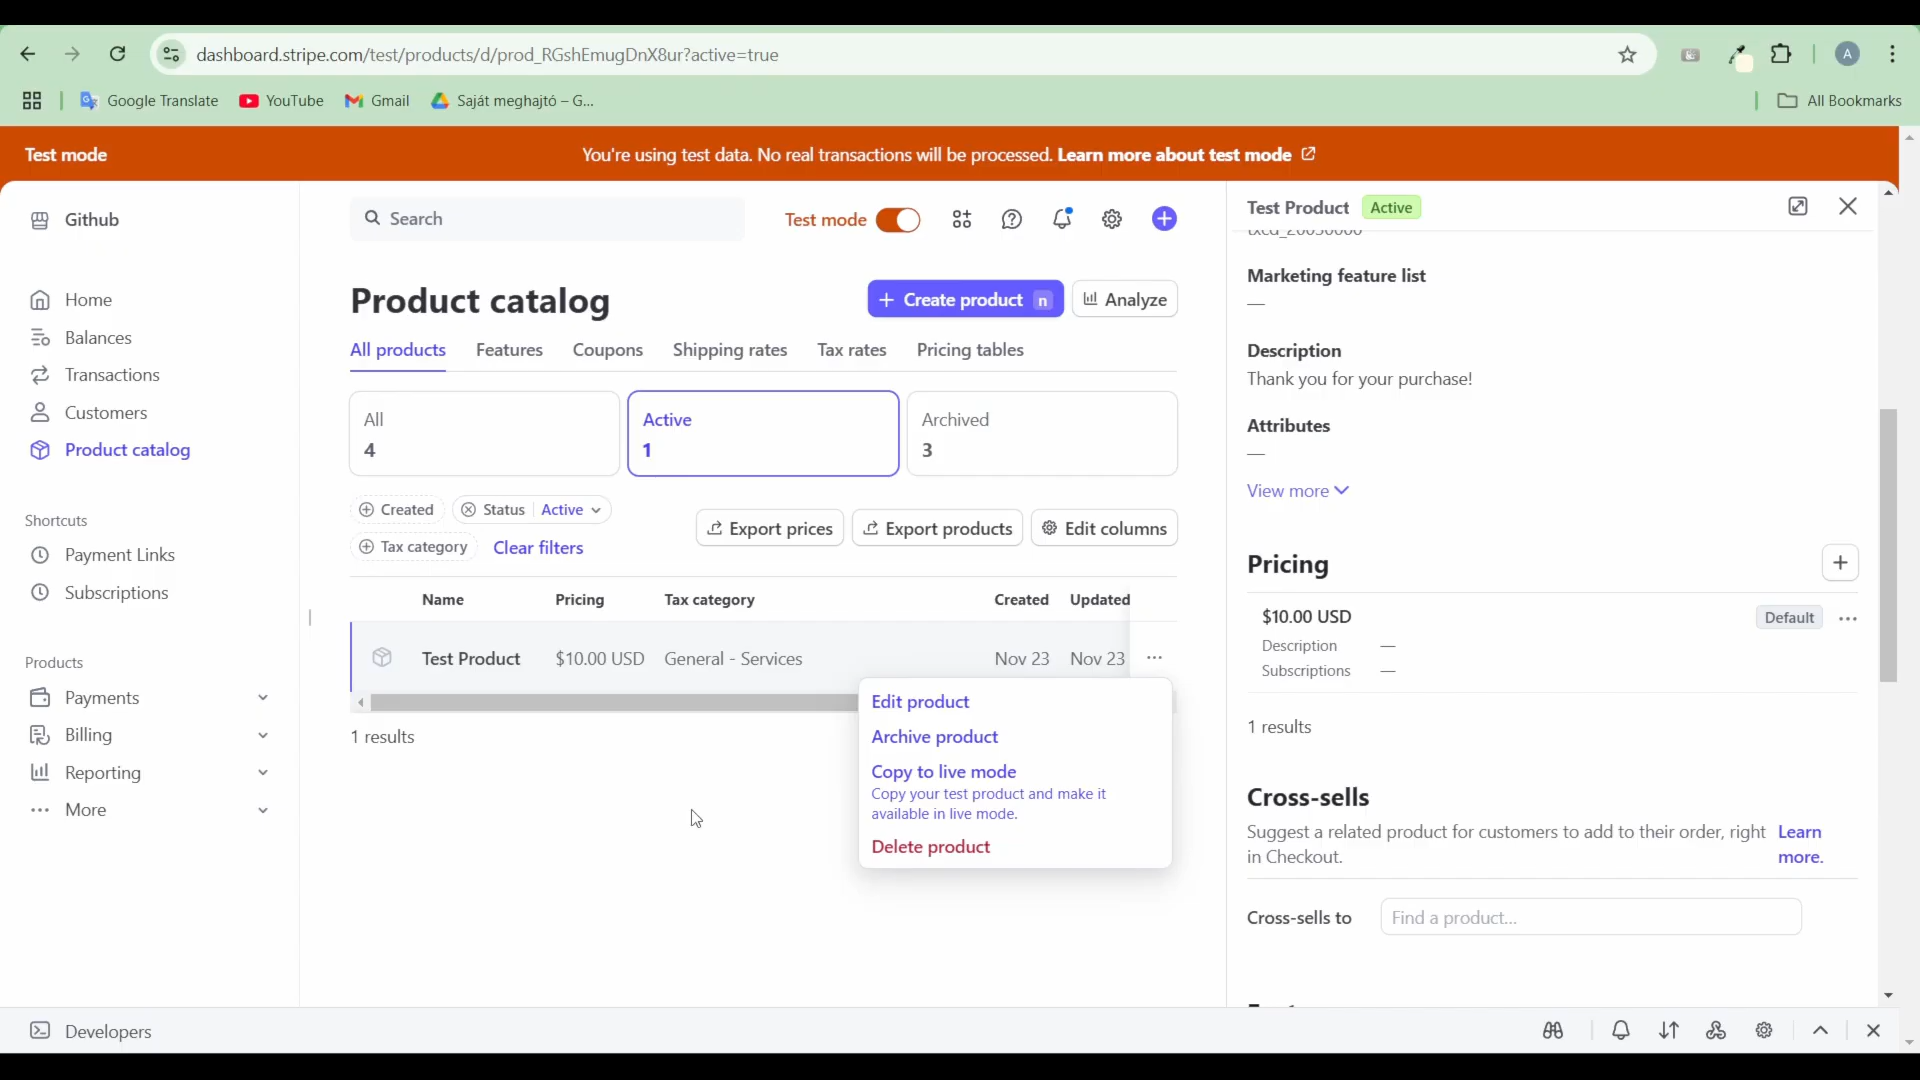 dashboard.stripe.com/test/products/d/prod_RGshEmugDnX8ur?active=true
A
Google Translate
YouTube
Gmail
Saját meghajtó – G...
All Bookmarks
Test mode
You're using test data. No real transactions will be processed. Learn more about test mode
Github
Home
Balances
Transactions
Customers
Product catalog
Shortcuts
Payment Links
Subscriptions
Products
Payments
Billing
Reporting
More
Search
Test mode
Product catalog
Create product n
Analyze
All products
Features
Coupons
Shipping rates
Tax rates
Pricing tables
All
4
Active
1
Archived
3
Created
Status Active
Tax category
Clear filters
Export prices
Export products
Edit columns
Name Pricing Tax category Created Updated
Test Product $10.00 USD General - Services Nov 23 Nov 23
1 results
Edit product
Archive product
Copy to live mode
Copy your test product and make it
available in live mode.
Delete product
Test Product Active
txcd_20030000
Marketing feature list
—
Description
Thank you for your purchase!
Attributes
—
View more
Pricing
$10.00 USD Default
Description —
Subscriptions —
1 results
Cross-sells
Suggest a related product for customers to add to their order, right
in Checkout.
Learn
more.
Cross-sells to Find a product...
Developers